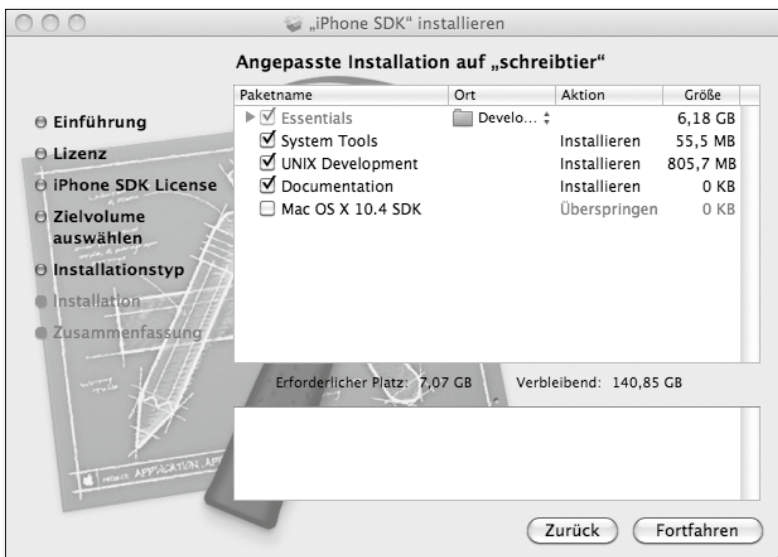 „iPhone SDK“ installieren
Angepasste Installation auf „schreibtier“
Einführung
Lizenz
iPhone SDK License
Zielvolume
auswählen
Installationstyp
Installation
Zusammenfassung
Paketname Ort Aktion Größe
Essentials Develo... 6,18 GB
System Tools Installieren 55,5 MB
UNIX Development Installieren 805,7 MB
Documentation Installieren 0 KB
Mac OS X 10.4 SDK Überspringen 0 KB
Erforderlicher Platz: 7,07 GB Verbleibend: 140,85 GB
APPLICATION
Zurück Fortfahren